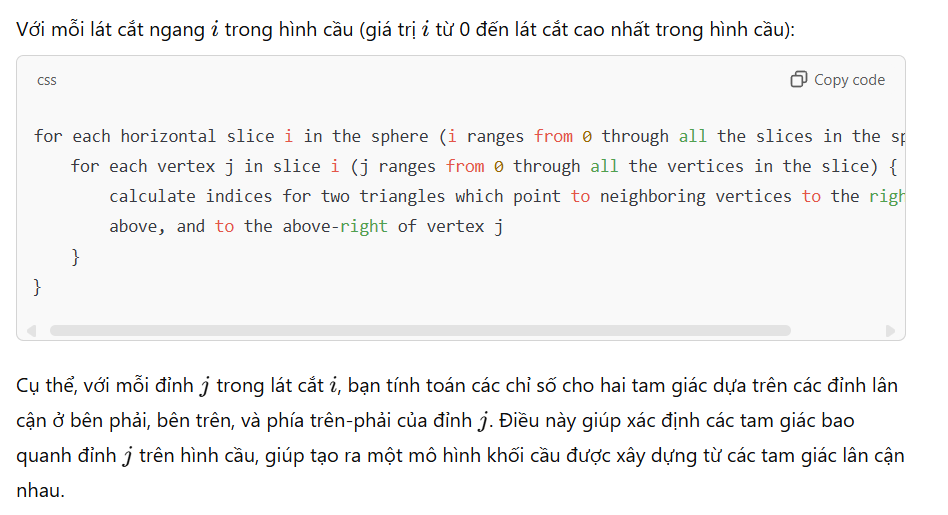 Với mỗi lát cắt ngang i trong hình cầu (giá trị i từ 0 đến lát cắt cao nhất trong hình cầu):
css
Copy code
for each horizontal slice i in the sphere (i ranges from 0 through all the slices in the sp
for each vertex j in slice i (j ranges from 0 through all the vertices in the slice) {
calculate indices for two triangles which point to neighboring vertices to the righ
above, and to the above-right of vertex j
}
}
Cụ thể, với mỗi đỉnh j trong lát cắt i, bạn tính toán các chỉ số cho hai tam giác dựa trên các đỉnh lân
cận ở bên phải, bên trên, và phía trên-phải của đỉnh j. Điều này giúp xác định các tam giác bao
quanh đỉnh j trên hình cầu, giúp tạo ra một mô hình khối cầu được xây dựng từ các tam giác lân cận
nhau.